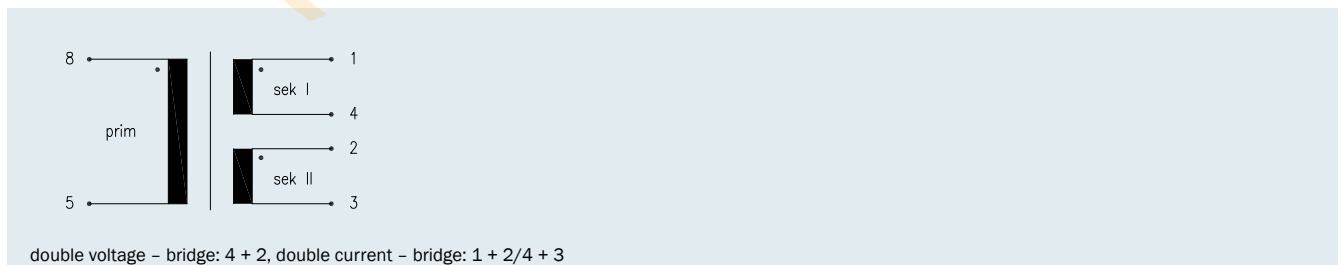 8 1
sek I
4
prim
2
sek II
5 3
double voltage – bridge: 4 + 2, double current – bridge: 1 + 2/4 + 3